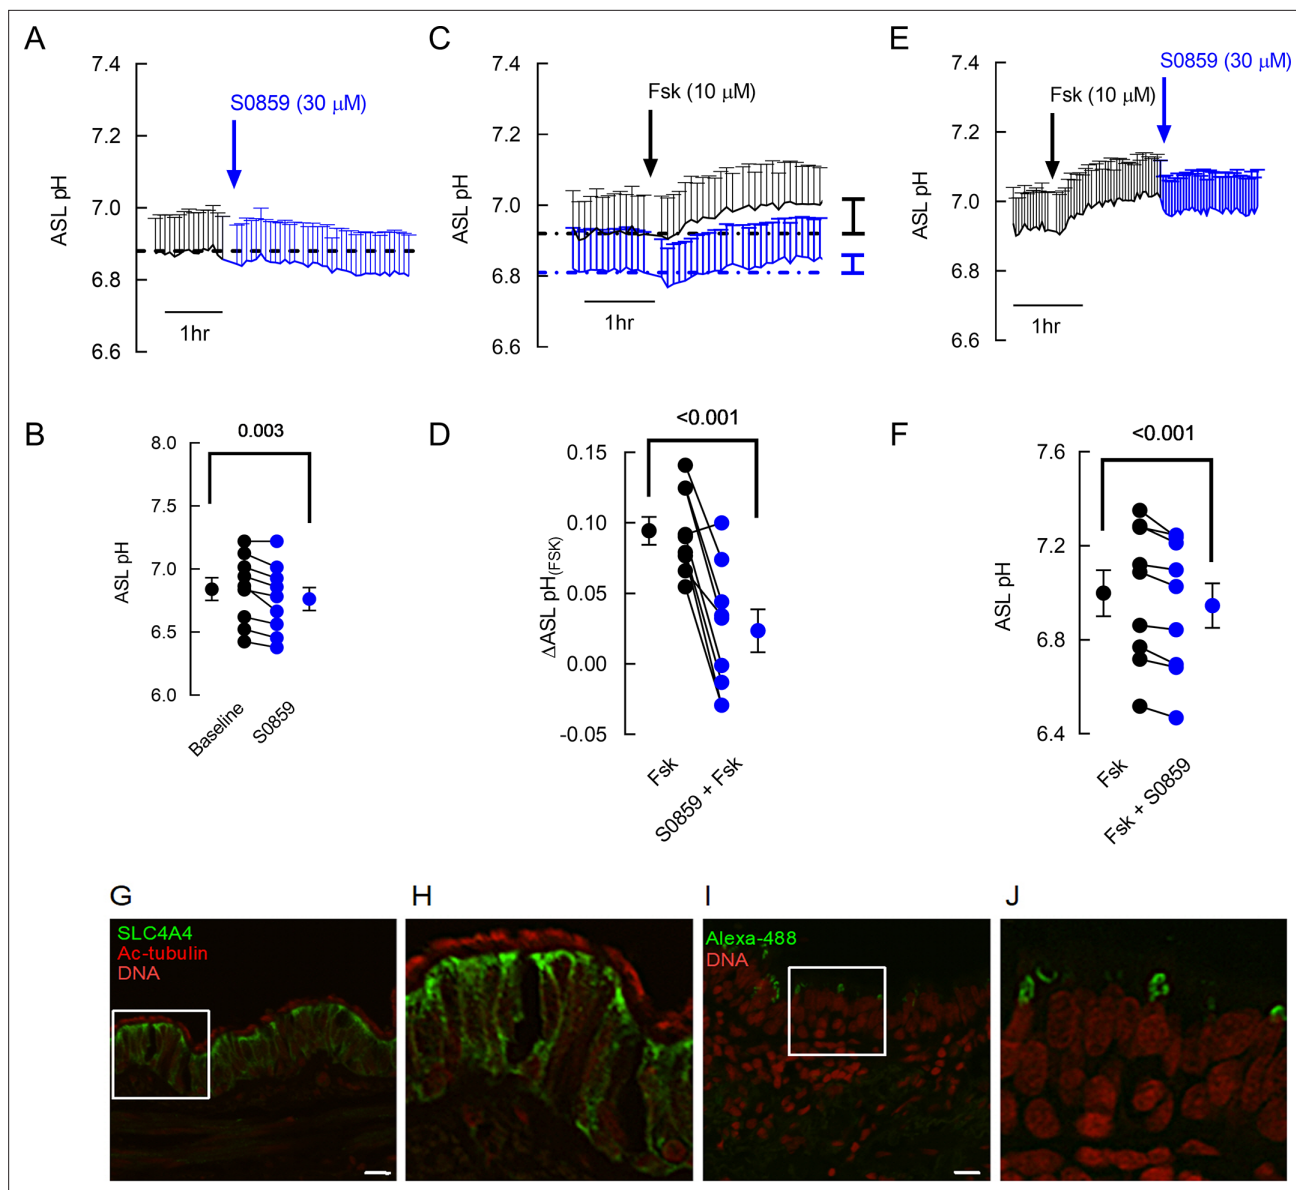 A
7.4
7.2
7.0
6.8
6.6
ASL pH
S0859 (30 μM)
1hr
C
7.4
7.2
7.0
6.8
6.6
ASL pH
Fsk (10 μM)
1hr
E
7.4
7.2
7.0
6.8
6.6
ASL pH
Fsk (10 μM)
S0859 (30 μM)
1hr
B
8.0
7.5
7.0
6.5
6.0
ASL pH
0.003
Baseline
S0859
D
0.15
0.10
0.05
0.00
-0.05
ΔASL pH(FSK)
<0.001
Fsk
S0859 + Fsk
F
7.6
7.2
6.8
6.4
ASL pH
<0.001
Fsk
Fsk + S0859
G
SLC4A4
Ac-tubulin
DNA
H
I
Alexa-488
DNA
J